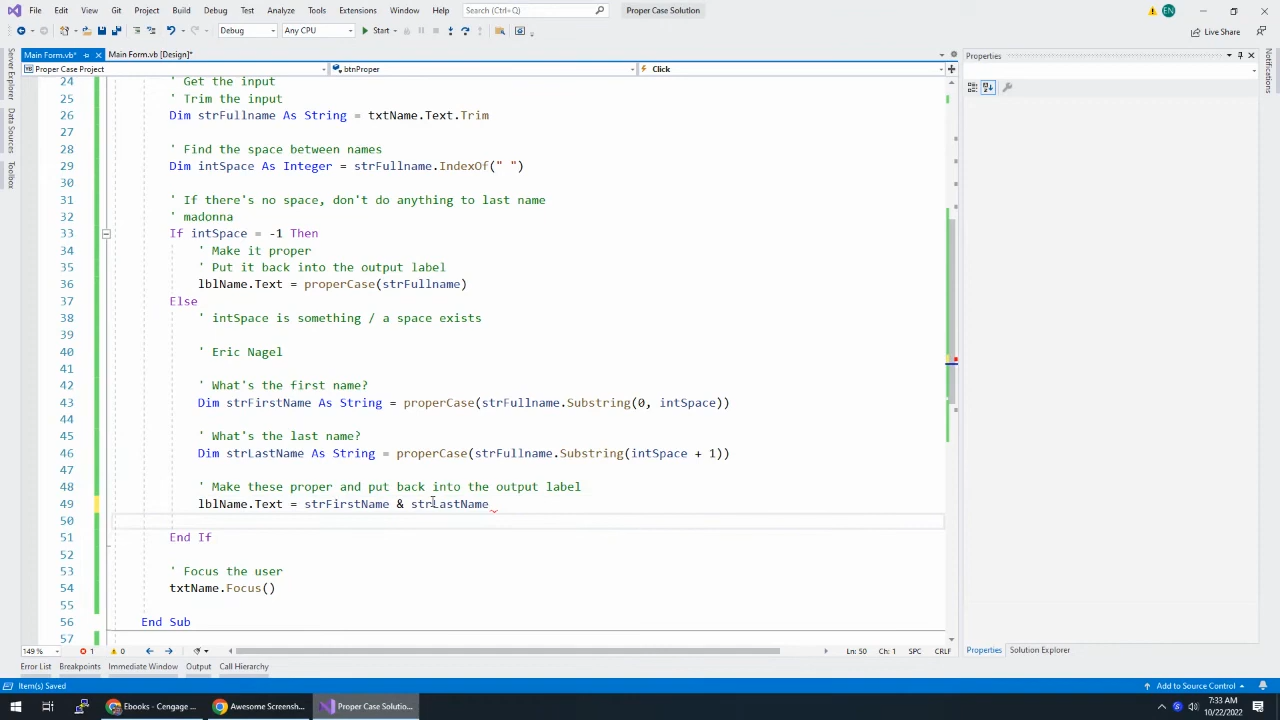 File Edit View Git Project Build Debug Test Analyze Tools Extensions Window Help Search (Ctrl+Q) Proper Case Solution EN
Debug Any CPU Start Live Share
Main Form.vb* Main Form.vb [Design]* Properties
Proper Case Project btnProper Click
Server Explorer
Data Sources
Toolbox
Notifications
24 ' Get the input
25 ' Trim the input
26 Dim strFullname As String = txtName.Text.Trim
27
28 ' Find the space between names
29 Dim intSpace As Integer = strFullname.IndexOf(" ")
30
31 ' If there's no space, don't do anything to last name
32 ' madonna
33 If intSpace = -1 Then
34 ' Make it proper
35 ' Put it back into the output label
36 lblName.Text = properCase(strFullname)
37 Else
38 ' intSpace is something / a space exists
39
40 ' Eric Nagel
41
42 ' What's the first name?
43 Dim strFirstName As String = properCase(strFullname.Substring(0, intSpace))
44
45 ' What's the last name?
46 Dim strLastName As String = properCase(strFullname.Substring(intSpace + 1))
47
48 ' Make these proper and put back into the output label
49 lblName.Text = strFirstName & strLastName
50
51 End If
52
53 ' Focus the user
54 txtName.Focus()
55
56 End Sub
57
149 % 1 0 Ln: 50 Ch: 1 SPC CRLF Properties Solution Explorer
Error List Breakpoints Immediate Window Output Call Hierarchy
Item(s) Saved Add to Source Control
Ebooks - Cengage ... Awesome Screensh... Proper Case Solutio... 7:33 AM
10/22/2022